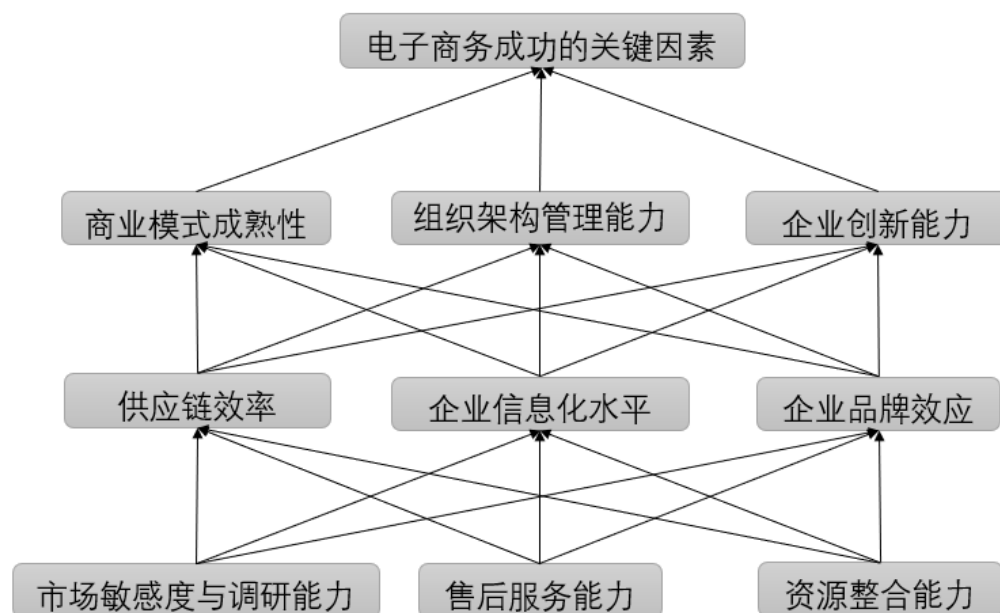 电子商务成功的关键因素
商业模式成熟性
组织架构管理能力
企业创新能力
供应链效率
企业信息化水平
企业品牌效应
市场敏感度与调研能力
售后服务能力
资源整合能力